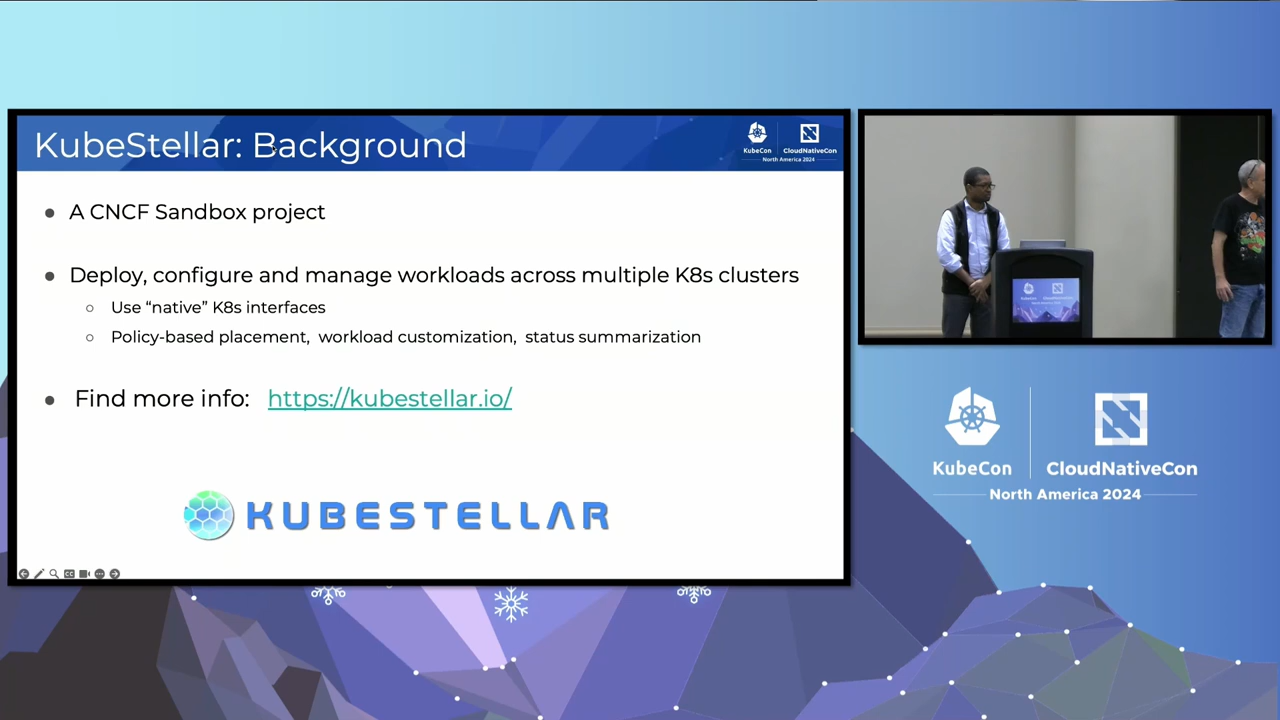 KubeStellar: Background
KubeCon
CloudNativeCon
North America 2024
● A CNCF Sandbox project
● Deploy, configure and manage workloads across multiple K8s clusters
○ Use “native” K8s interfaces
○ Policy-based placement, workload customization, status summarization
● Find more info: https://kubestellar.io/
KUBESTELLAR
KubeCon
CloudNativeCon
North America 2024